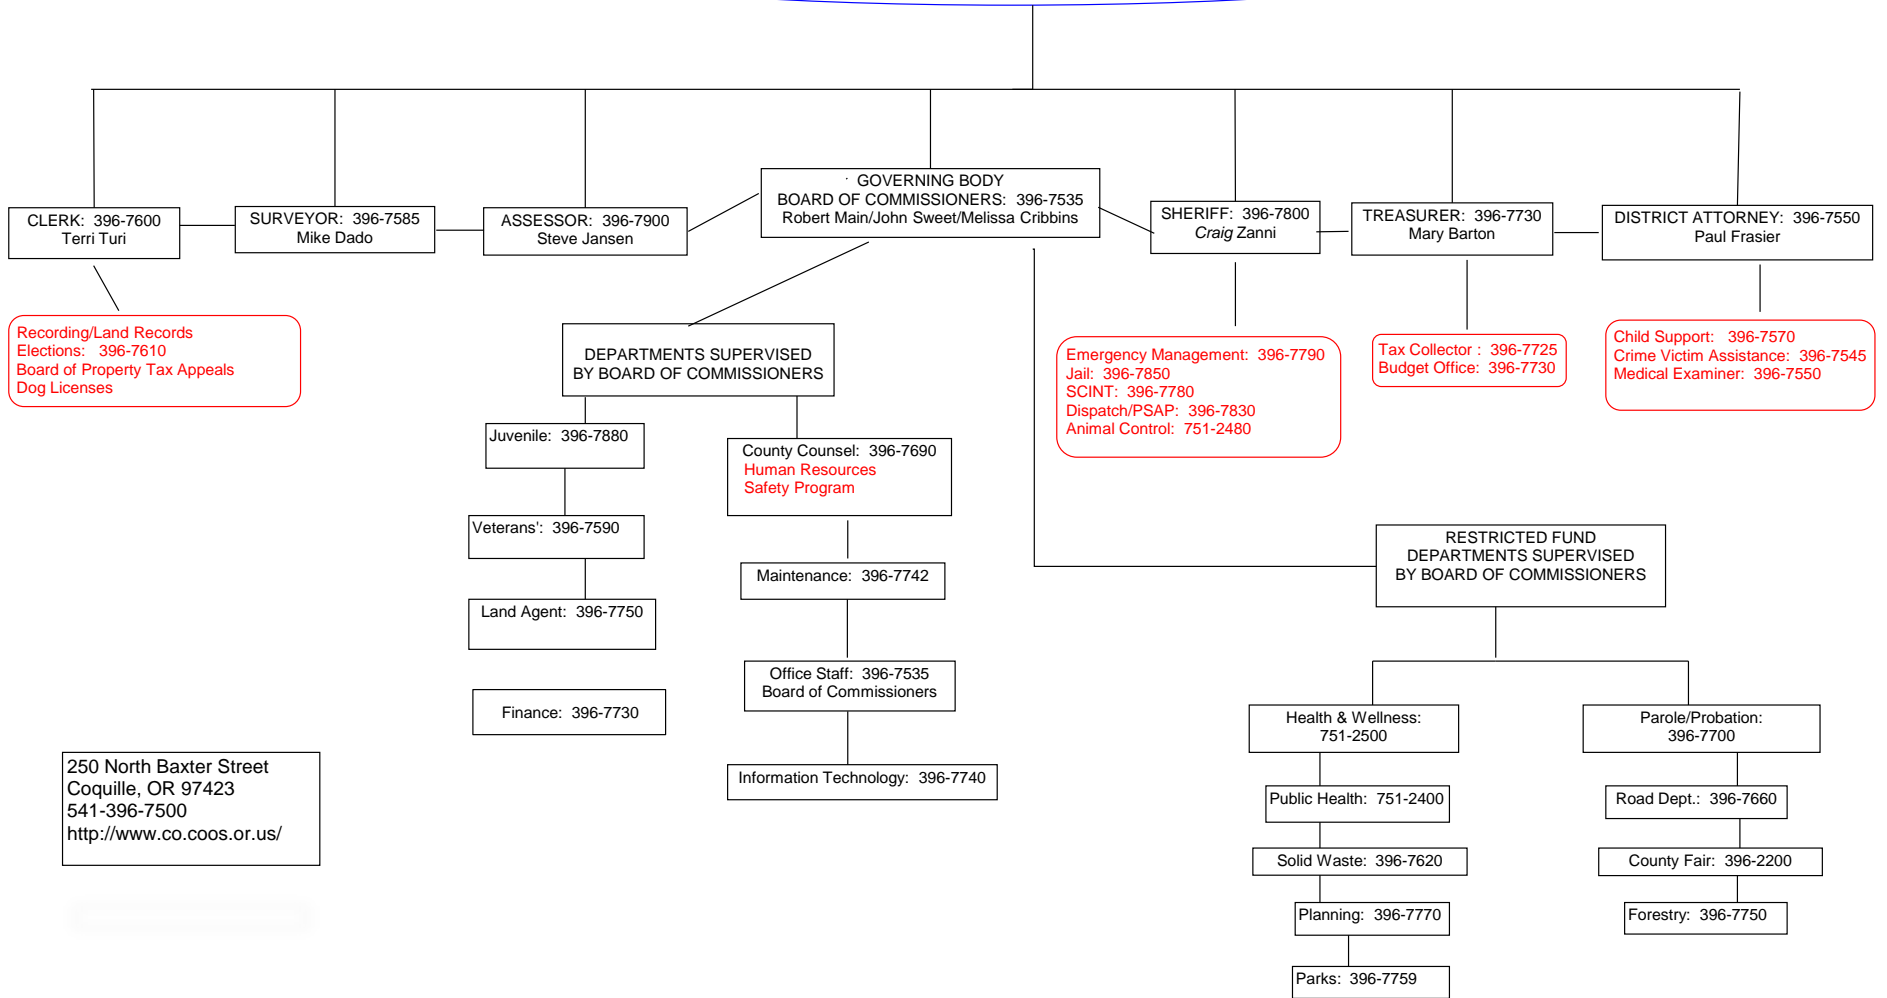 GOVERNING BODY
BOARD OF COMMISSIONERS:  396-7535
Robert Main/John Sweet/Melissa Cribbins
CLERK:  396-7600
Terri Turi
SURVEYOR:  396-7585
Mike Dado
ASSESSOR:  396-7900
Steve Jansen
SHERIFF:  396-7800
Craig Zanni
TREASURER:  396-7730
Mary Barton
DISTRICT ATTORNEY:  396-7550
Paul Frasier
Recording/Land Records
Elections:   396-7610
Board of Property Tax Appeals
Dog Licenses
DEPARTMENTS SUPERVISED
BY BOARD OF COMMISSIONERS
Emergency Management:  396-7790
Jail:  396-7850
SCINT:  396-7780
Dispatch/PSAP:  396-7830
Animal Control:  751-2480
Tax Collector :  396-7725
Budget Office:  396-7730
Child Support:   396-7570
Crime Victim Assistance:  396-7545
Medical Examiner:  396-7550
Juvenile:  396-7880
Veterans':  396-7590
Land Agent:  396-7750
Finance:  396-7730
County Counsel:  396-7690
Human Resources
Safety Program
Maintenance:  396-7742
Office Staff:  396-7535
Board of Commissioners
Information Technology:  396-7740
RESTRICTED FUND
DEPARTMENTS SUPERVISED
BY BOARD OF COMMISSIONERS
Health & Wellness:
751-2500
Public Health:  751-2400
Solid Waste:  396-7620
Planning:  396-7770
Parks:  396-7759
Parole/Probation:
396-7700
Road Dept.:  396-7660
County Fair:  396-2200
Forestry:  396-7750
250 North Baxter Street
Coquille, OR 97423
541-396-7500
http://www.co.coos.or.us/